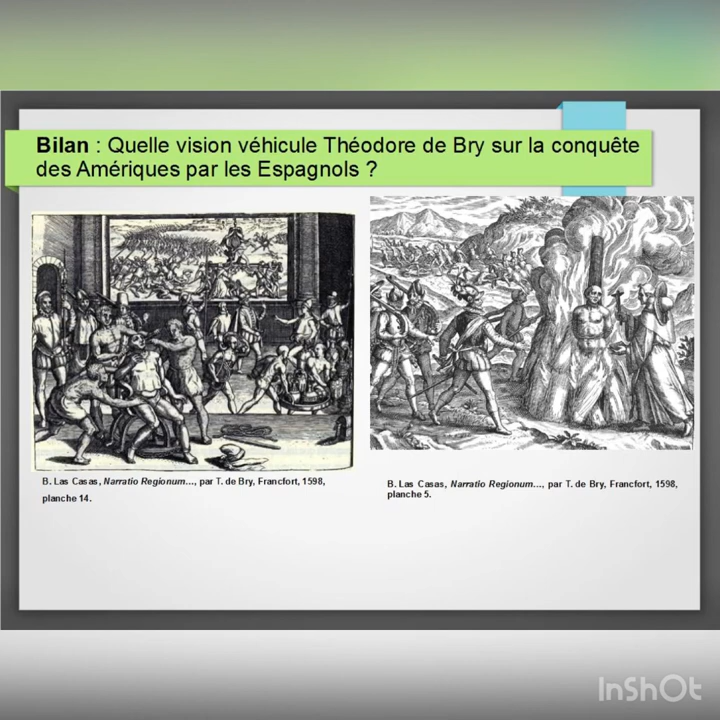 Bilan : Quelle vision véhicule Théodore de Bry sur la conquête
des Amériques par les Espagnols ?
B. Las Casas, Narratio Regionum..., par T. de Bry, Francfort, 1598,
planche 14.
B. Las Casas, Narratio Regionum..., par T. de Bry, Francfort, 1598,
planche 5.
InShOt